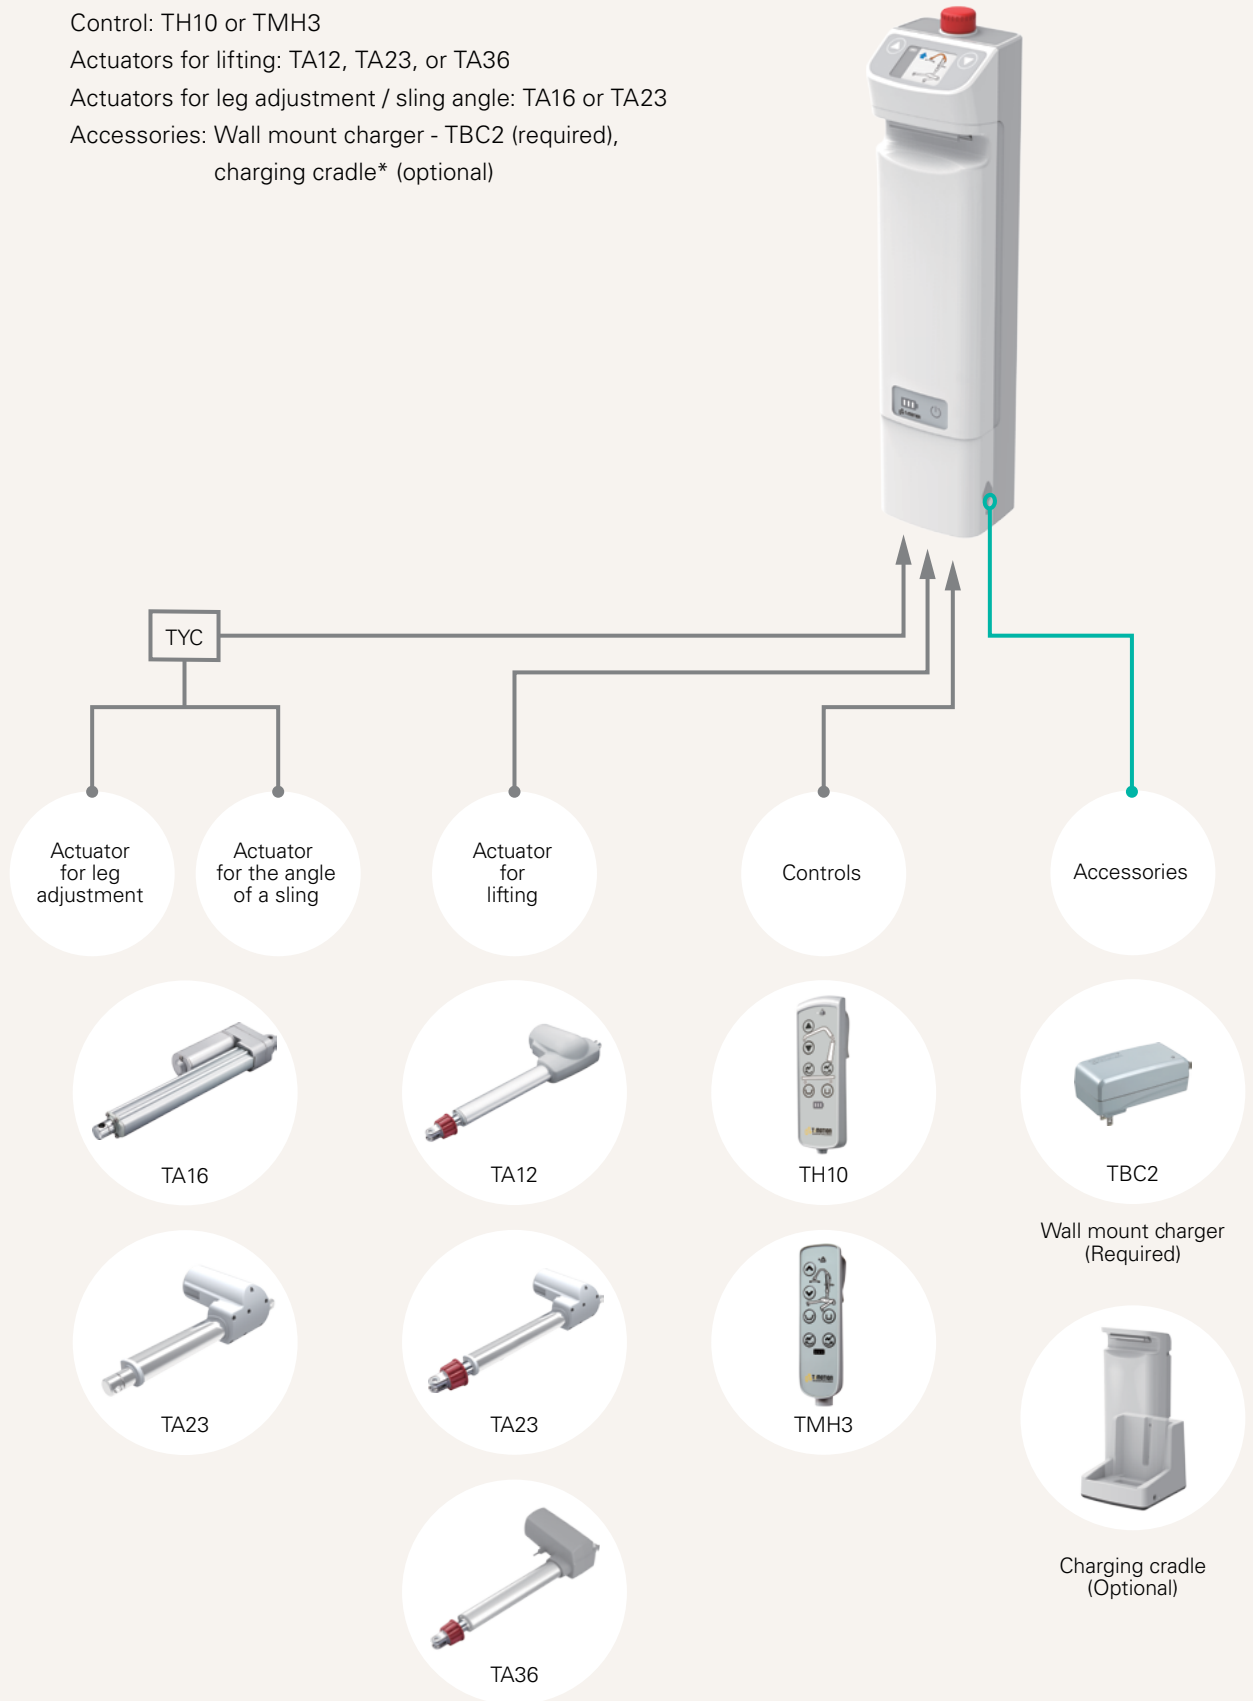 Control: TH10 or TMH3
Actuators for lifting: TA12, TA23, or TA36
Actuators for leg adjustment / sling angle: TA16 or TA23
Accessories: Wall mount charger - TBC2 (required),
charging cradle* (optional)
TYC
Actuator
for leg
adjustment
Actuator
for the angle
of a sling
Actuator
for
lifting
Controls
Accessories
TA16
TA12
TH10
TBC2
Wall mount charger
(Required)
TA23
TA23
TMH3
Charging cradle
(Optional)
TA36